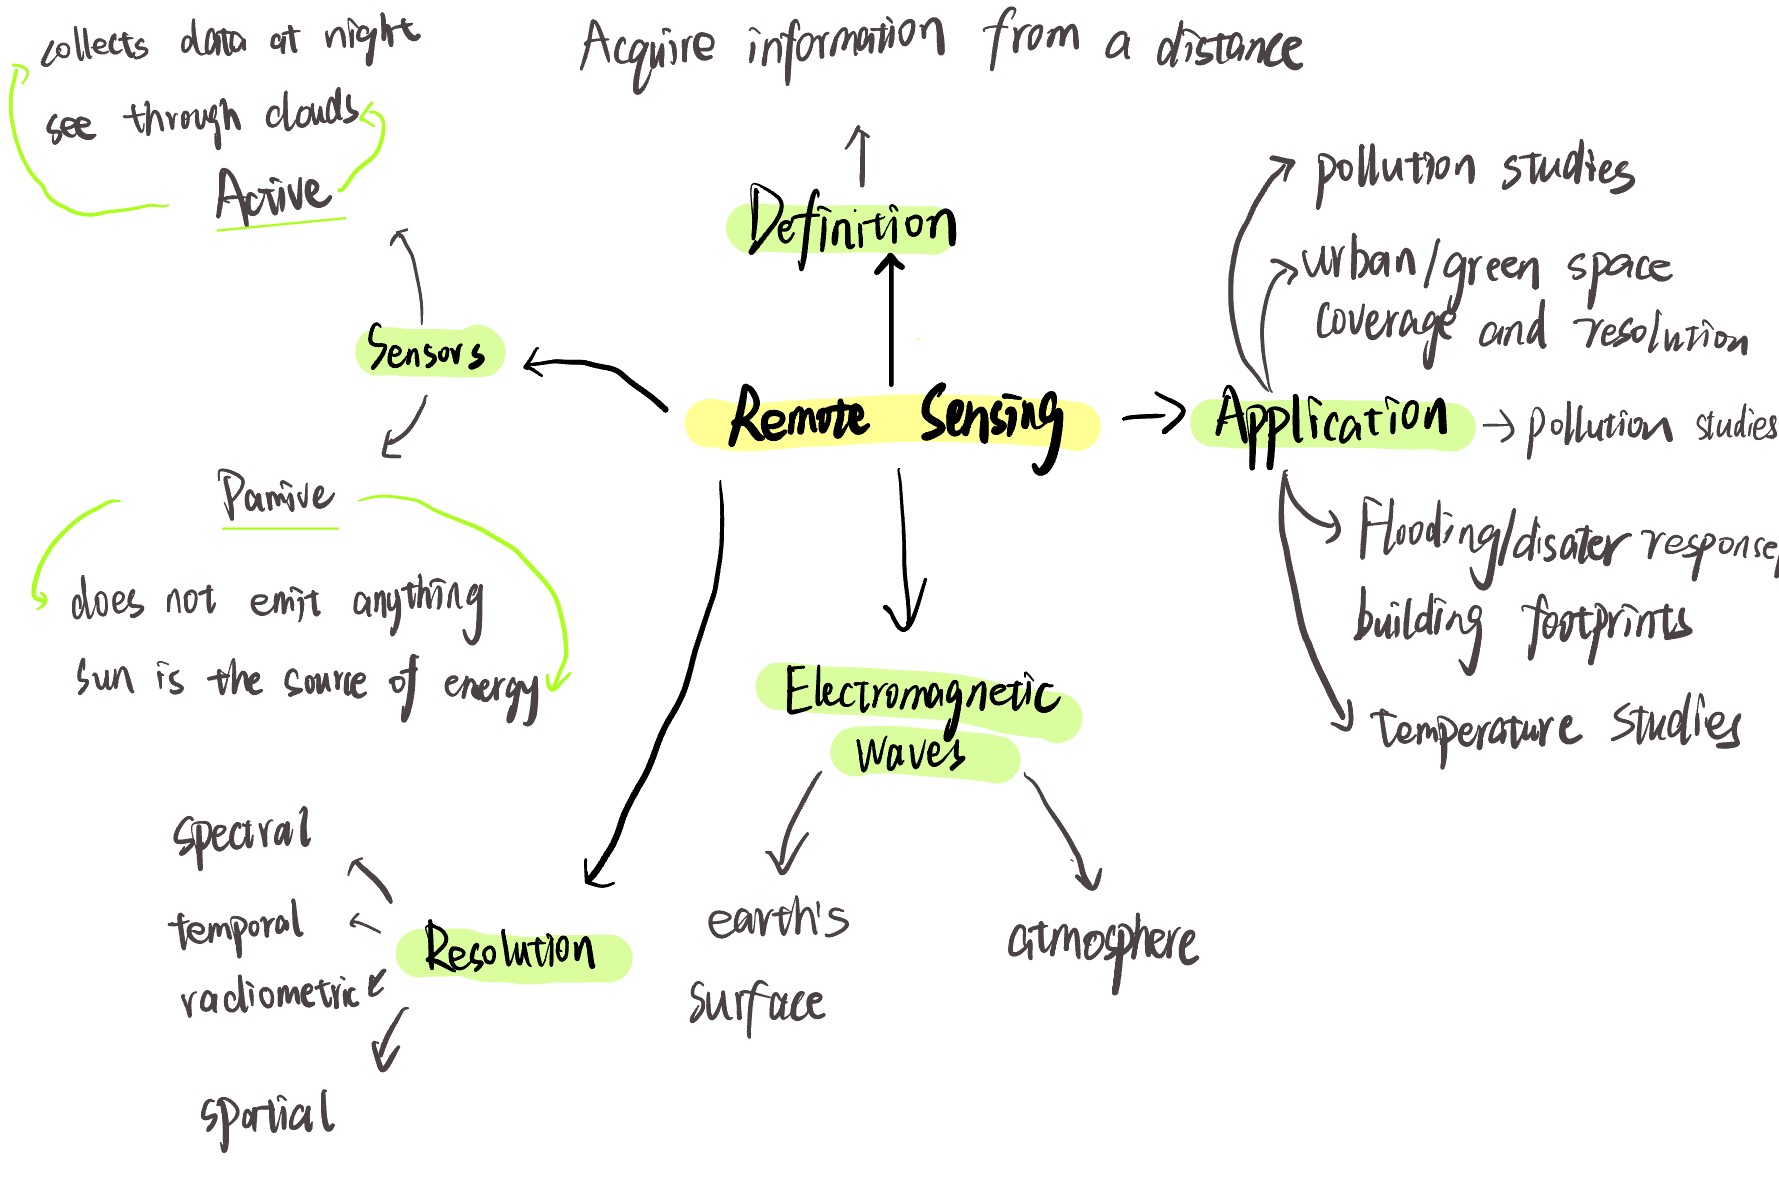 collects data at night
see through clouds
Active
Acquire information from a distance
Definition
Sensors
Passive
does not emit anything
sun is the source of energy
Remote Sensing
Application
pollution studies
urban/green space
coverage and resolution
pollution studies
Flooding/disater response,
building footprints
temperature studies
Electromagnetic
waves
earth's
surface
atmosphere
Resolution
spectral
temporal
radiometric
spatial